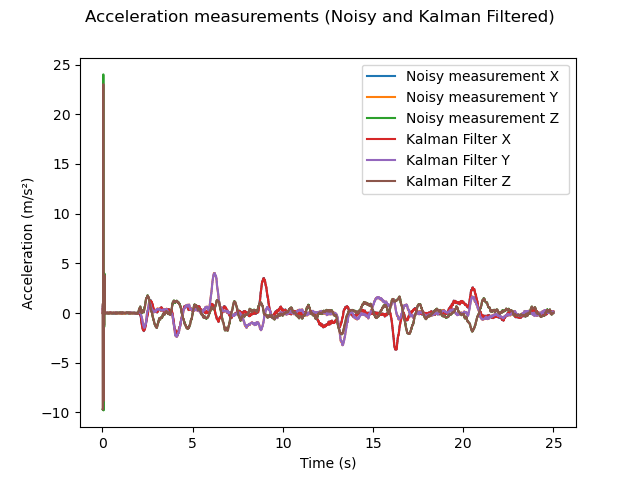 Acceleration measurements (Noisy and Kalman Filtered)
25
20
15
10
5
0
−5
−10
Acceleration (m/s²)
Noisy measurement X
Noisy measurement Y
Noisy measurement Z
Kalman Filter X
Kalman Filter Y
Kalman Filter Z
0 5 10 15 20 25
Time (s)